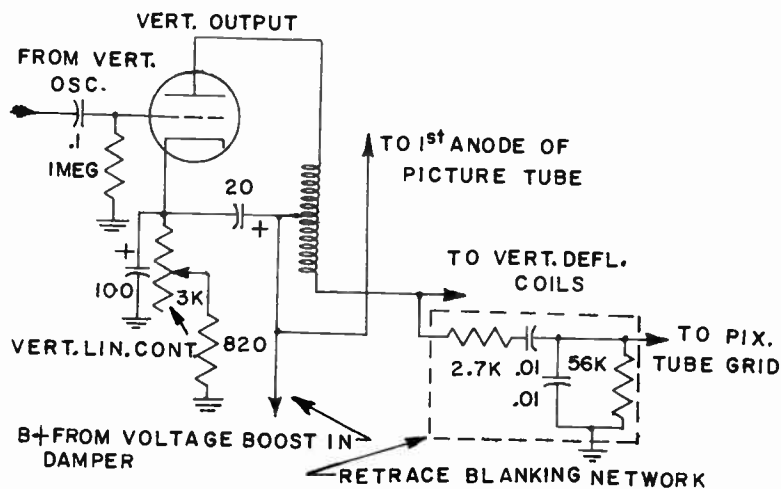 VERT. OUTPUT
FROM VERT.
OSC.
.1
1MEG
TO 1st ANODE OF
PICTURE TUBE
20
+
+
100
3K
TO VERT. DEFL.
COILS
VERT. LIN. CONT.
820
2.7K
.01
.01
56K
TO PIX.
TUBE GRID
B+ FROM VOLTAGE BOOST IN
DAMPER
RETRACE BLANKING NETWORK